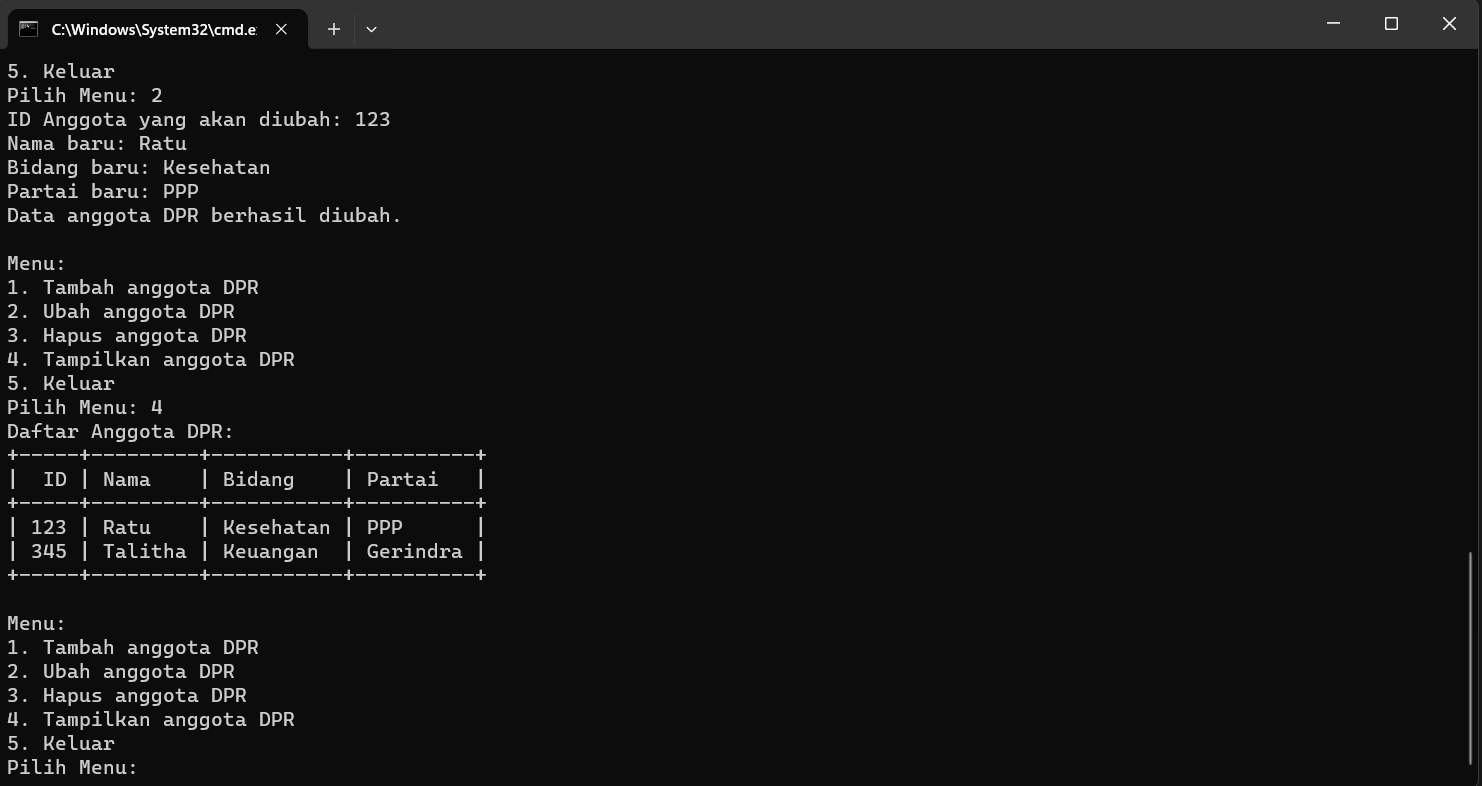 C:\Windows\System32\cmd.e
5. Keluar
Pilih Menu: 2
ID Anggota yang akan diubah: 123
Nama baru: Ratu
Bidang baru: Kesehatan
Partai baru: PPP
Data anggota DPR berhasil diubah.

Menu:
1. Tambah anggota DPR
2. Ubah anggota DPR
3. Hapus anggota DPR
4. Tampilkan anggota DPR
5. Keluar
Pilih Menu: 4
Daftar Anggota DPR:
+-----+---------+-----------+----------+
|  ID | Nama    | Bidang    | Partai   |
+-----+---------+-----------+----------+
| 123 | Ratu    | Kesehatan | PPP      |
| 345 | Talitha | Keuangan  | Gerindra |
+-----+---------+-----------+----------+

Menu:
1. Tambah anggota DPR
2. Ubah anggota DPR
3. Hapus anggota DPR
4. Tampilkan anggota DPR
5. Keluar
Pilih Menu: